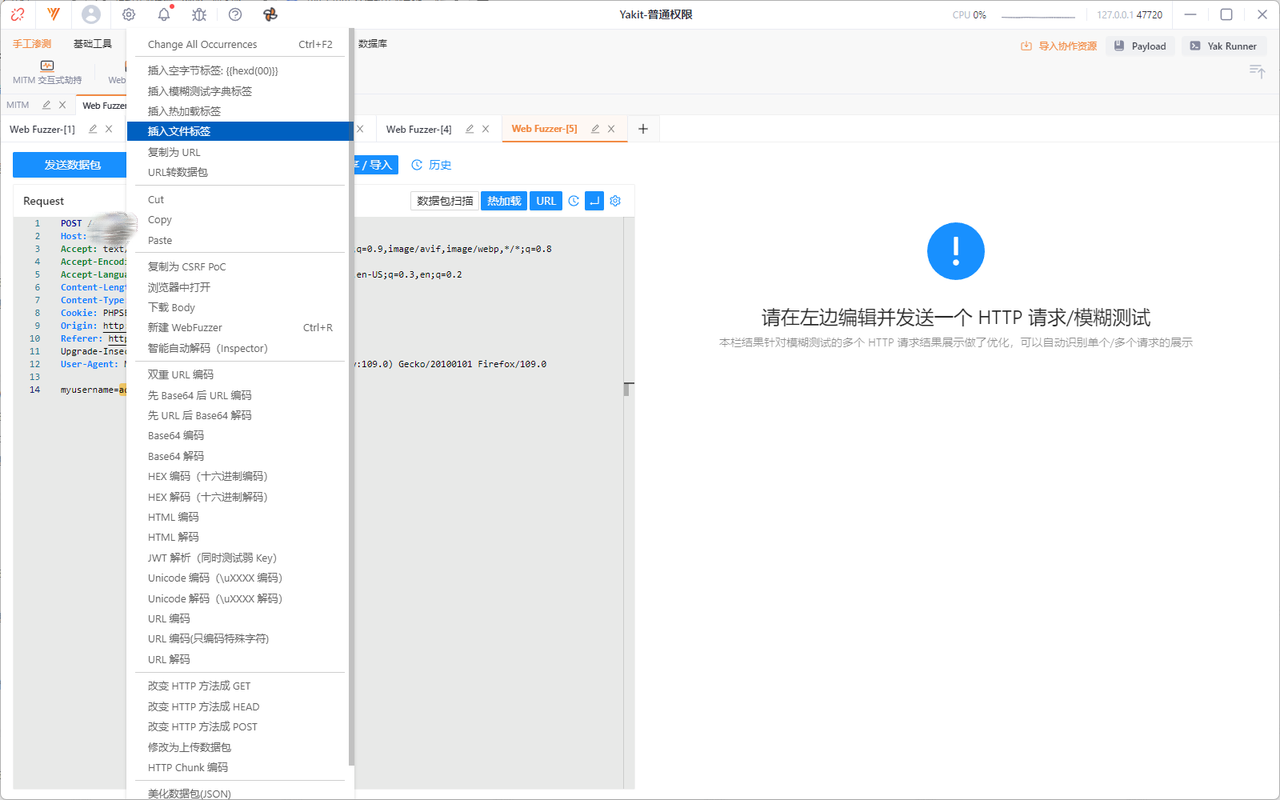 Yakit-普通权限
CPU 0%
127.0.0.1 47720
手工渗测
基础工具
数据库
导入协作资源
Payload
Yak Runner
MITM 交互式劫持
Web
MITM
Web Fuzzer
Web Fuzzer-[1]
Web Fuzzer-[4]
Web Fuzzer-[5]
发送数据包
/ 导入
历史
Request
数据包扫描
热加载
URL
1 POST /
2 Host:
3 Accept: text/ ,q=0.9,image/avif,image/webp,*/*;q=0.8
4 Accept-Encodi
5 Accept-Langua en-US;q=0.3,en;q=0.2
6 Content-Lengt
7 Content-Type
8 Cookie: PHPSE
9 Origin: http
10 Referer: http
11 Upgrade-Insec
12 User-Agent: M v:109.0) Gecko/20100101 Firefox/109.0
13
14 myusername=ad
Change All Occurrences Ctrl+F2
插入空字节标签: {{hexd(00)}}
插入模糊测试字典标签
插入热加载标签
插入文件标签
复制为 URL
URL转数据包
Cut
Copy
Paste
复制为 CSRF PoC
浏览器中打开
下载 Body
新建 WebFuzzer Ctrl+R
智能自动解码（Inspector）
双重 URL 编码
先 Base64 后 URL 编码
先 URL 后 Base64 解码
Base64 编码
Base64 解码
HEX 编码（十六进制编码）
HEX 解码（十六进制解码）
HTML 编码
HTML 解码
JWT 解析（同时测试弱 Key）
Unicode 编码（\uXXXX 编码）
Unicode 解码（\uXXXX 解码）
URL 编码
URL 编码(只编码特殊字符)
URL 解码
改变 HTTP 方法成 GET
改变 HTTP 方法成 HEAD
改变 HTTP 方法成 POST
修改为上传数据包
HTTP Chunk 编码
美化数据包(JSON)
请在左边编辑并发送一个 HTTP 请求/模糊测试
本栏结果针对模糊测试的多个 HTTP 请求结果展示做了优化，可以自动识别单个/多个请求的展示